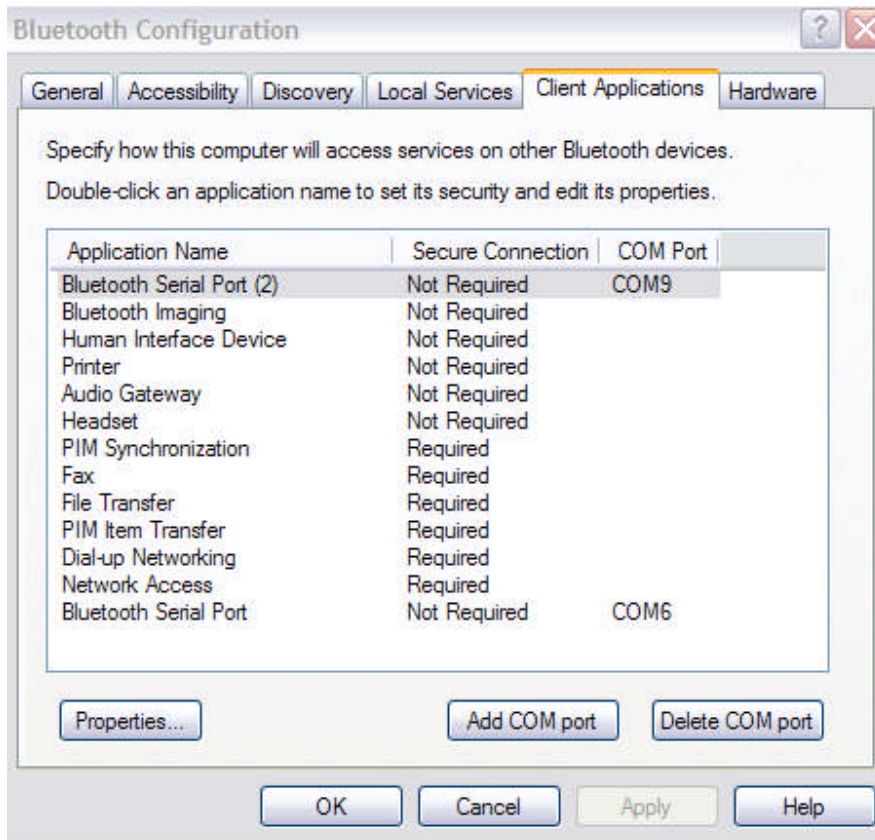 Bluetooth Configuration
?
General Accessibility Discovery Local Services Client Applications Hardware
Specify how this computer will access services on other Bluetooth devices.
Double-click an application name to set its security and edit its properties.
Application Name Secure Connection COM Port
Bluetooth Serial Port (2) Not Required COM9
Bluetooth Imaging Not Required
Human Interface Device Not Required
Printer Not Required
Audio Gateway Not Required
Headset Not Required
PIM Synchronization Required
Fax Required
File Transfer Required
PIM Item Transfer Required
Dial-up Networking Required
Network Access Required
Bluetooth Serial Port Not Required COM6
Properties... Add COM port Delete COM port
OK Cancel Apply Help